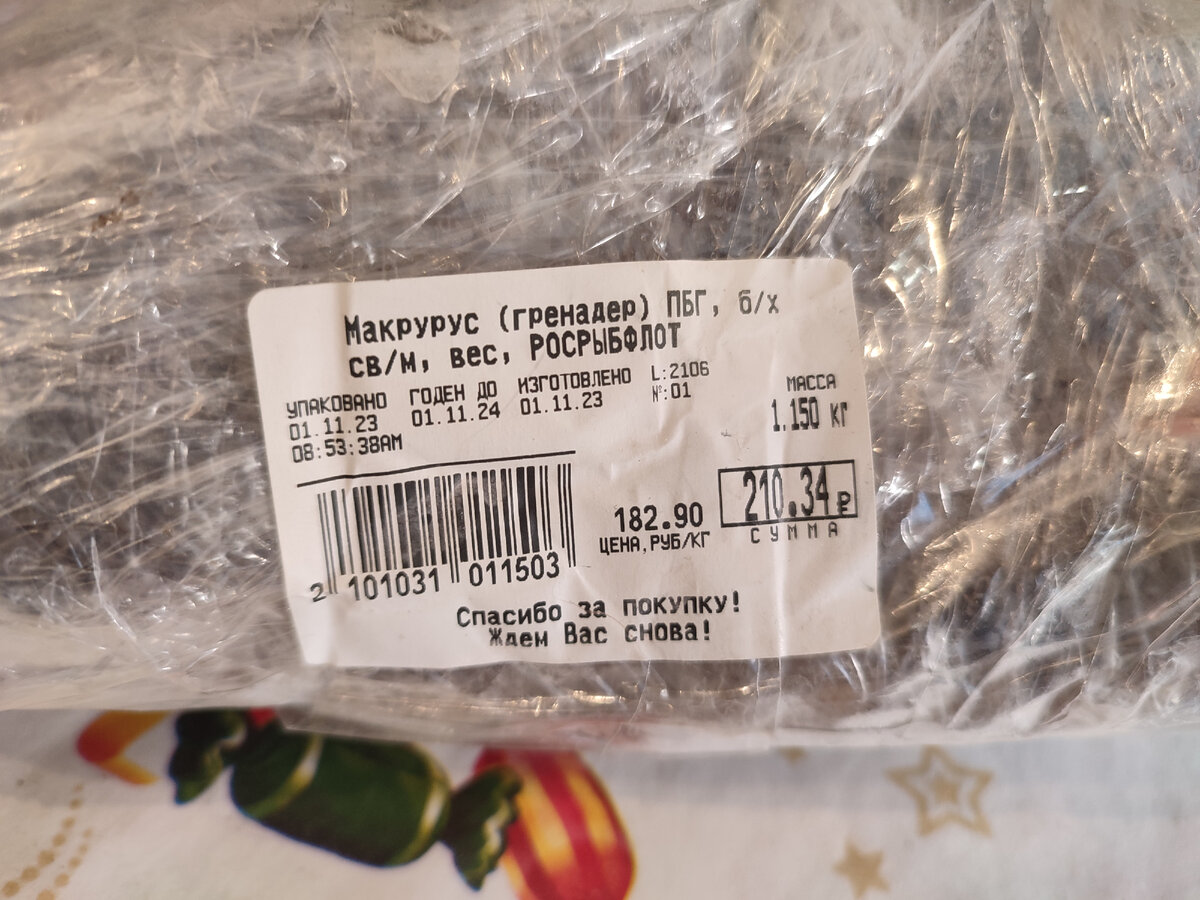 Макрурус (гренадер) ПБГ, б/х
св/м, вес, РОСРЫБФЛОТ
УПАКОВАНО ГОДЕН ДО ИЗГОТОВЛЕНО L:2106
01.11.23 01.11.24 01.11.23 №:01
08:53:38AM
МАССА
1.150 кг
182.90
ЦЕНА,РУБ/КГ
210.34₽
СУММА
2 101031 011503
Спасибо за покупку!
Ждем Вас снова!